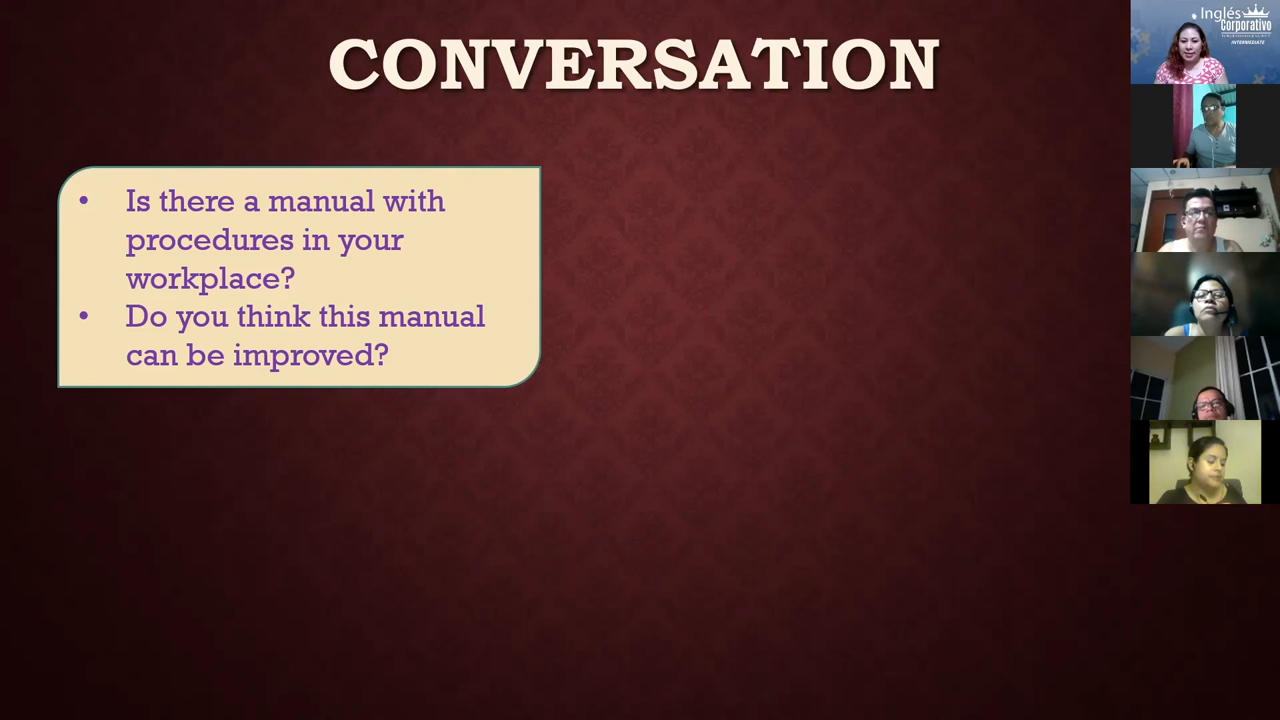 CONVERSATION
• Is there a manual with
procedures in your
workplace?
• Do you think this manual
can be improved?
Inglés
Corporativo
INTERMEDIATE